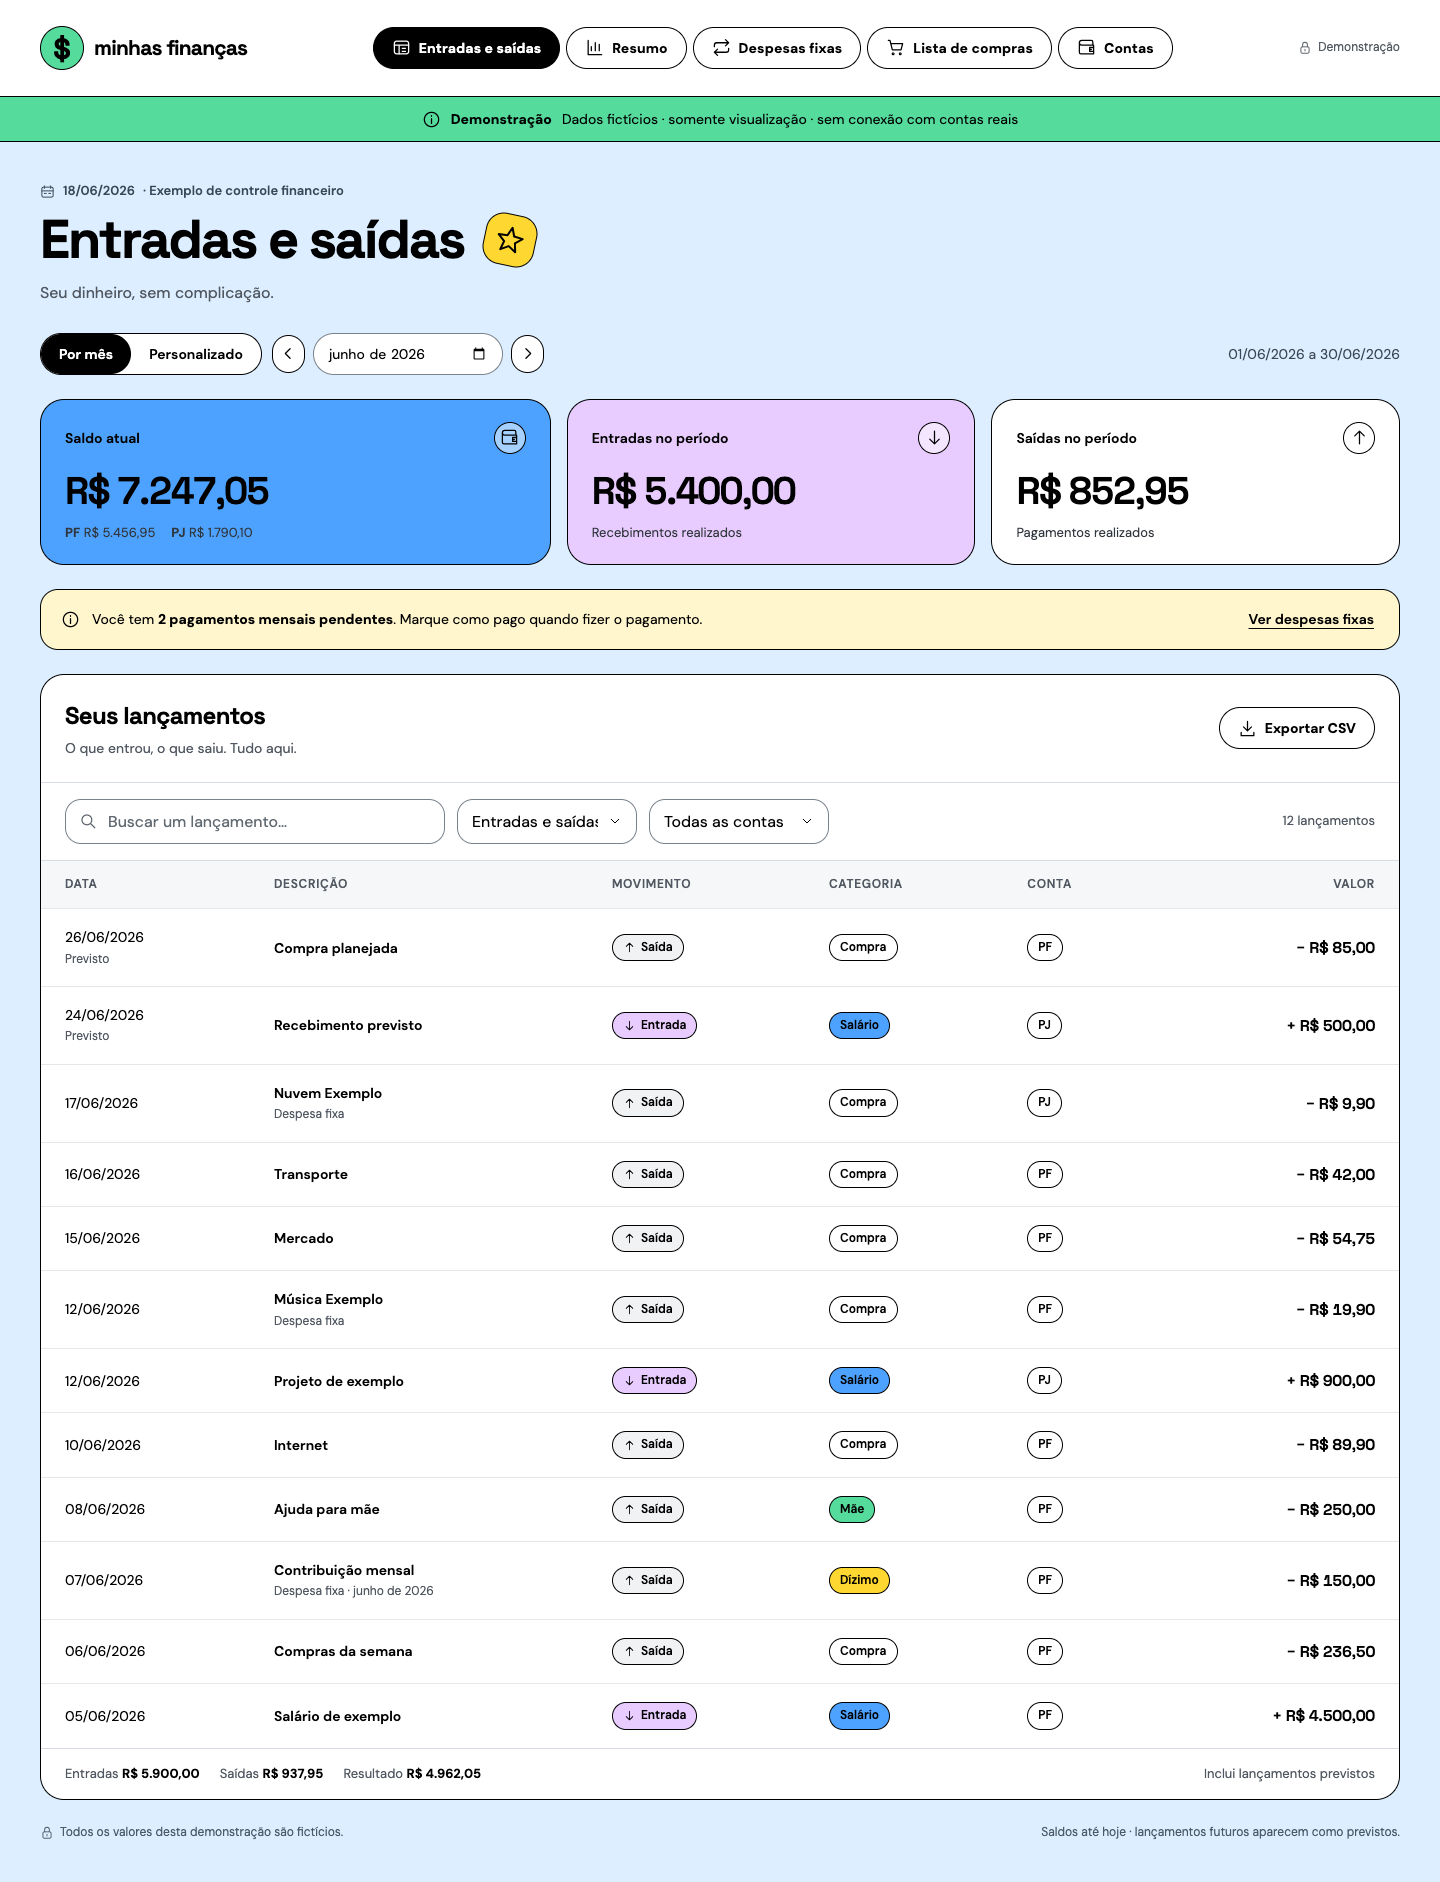 $ minhas finanças
Entradas e saídas
Resumo
Despesas fixas
Lista de compras
Contas
Demonstração
Demonstração Dados fictícios · somente visualização · sem conexão com contas reais
18/06/2026 · Exemplo de controle financeiro
Entradas e saídas
Seu dinheiro, sem complicação.
Por mês Personalizado junho de 2026 01/06/2026 a 30/06/2026
Saldo atual
R$ 7.247,05
PF R$ 5.456,95 PJ R$ 1.790,10
Entradas no período
R$ 5.400,00
Recebimentos realizados
Saídas no período
R$ 852,95
Pagamentos realizados
Você tem 2 pagamentos mensais pendentes. Marque como pago quando fizer o pagamento. Ver despesas fixas
Seus lançamentos
O que entrou, o que saiu. Tudo aqui.
Exportar CSV
Buscar um lançamento... Entradas e saídas Todas as contas 12 lançamentos
DATA DESCRIÇÃO MOVIMENTO CATEGORIA CONTA VALOR
26/06/2026
Previsto
Compra planejada Saída Compra PF − R$ 85,00
24/06/2026
Previsto
Recebimento previsto Entrada Salário PJ + R$ 500,00
17/06/2026
Nuvem Exemplo
Despesa fixa
Saída Compra PJ − R$ 9,90
16/06/2026 Transporte Saída Compra PF − R$ 42,00
15/06/2026 Mercado Saída Compra PF − R$ 54,75
12/06/2026
Música Exemplo
Despesa fixa
Saída Compra PF − R$ 19,90
12/06/2026 Projeto de exemplo Entrada Salário PJ + R$ 900,00
10/06/2026 Internet Saída Compra PF − R$ 89,90
08/06/2026 Ajuda para mãe Saída Mãe PF − R$ 250,00
07/06/2026
Contribuição mensal
Despesa fixa · junho de 2026
Saída Dízimo PF − R$ 150,00
06/06/2026 Compras da semana Saída Compra PF − R$ 236,50
05/06/2026 Salário de exemplo Entrada Salário PF + R$ 4.500,00
Entradas R$ 5.900,00 Saídas R$ 937,95 Resultado R$ 4.962,05 Inclui lançamentos previstos
Todos os valores desta demonstração são fictícios. Saldos até hoje · lançamentos futuros aparecem como previstos.